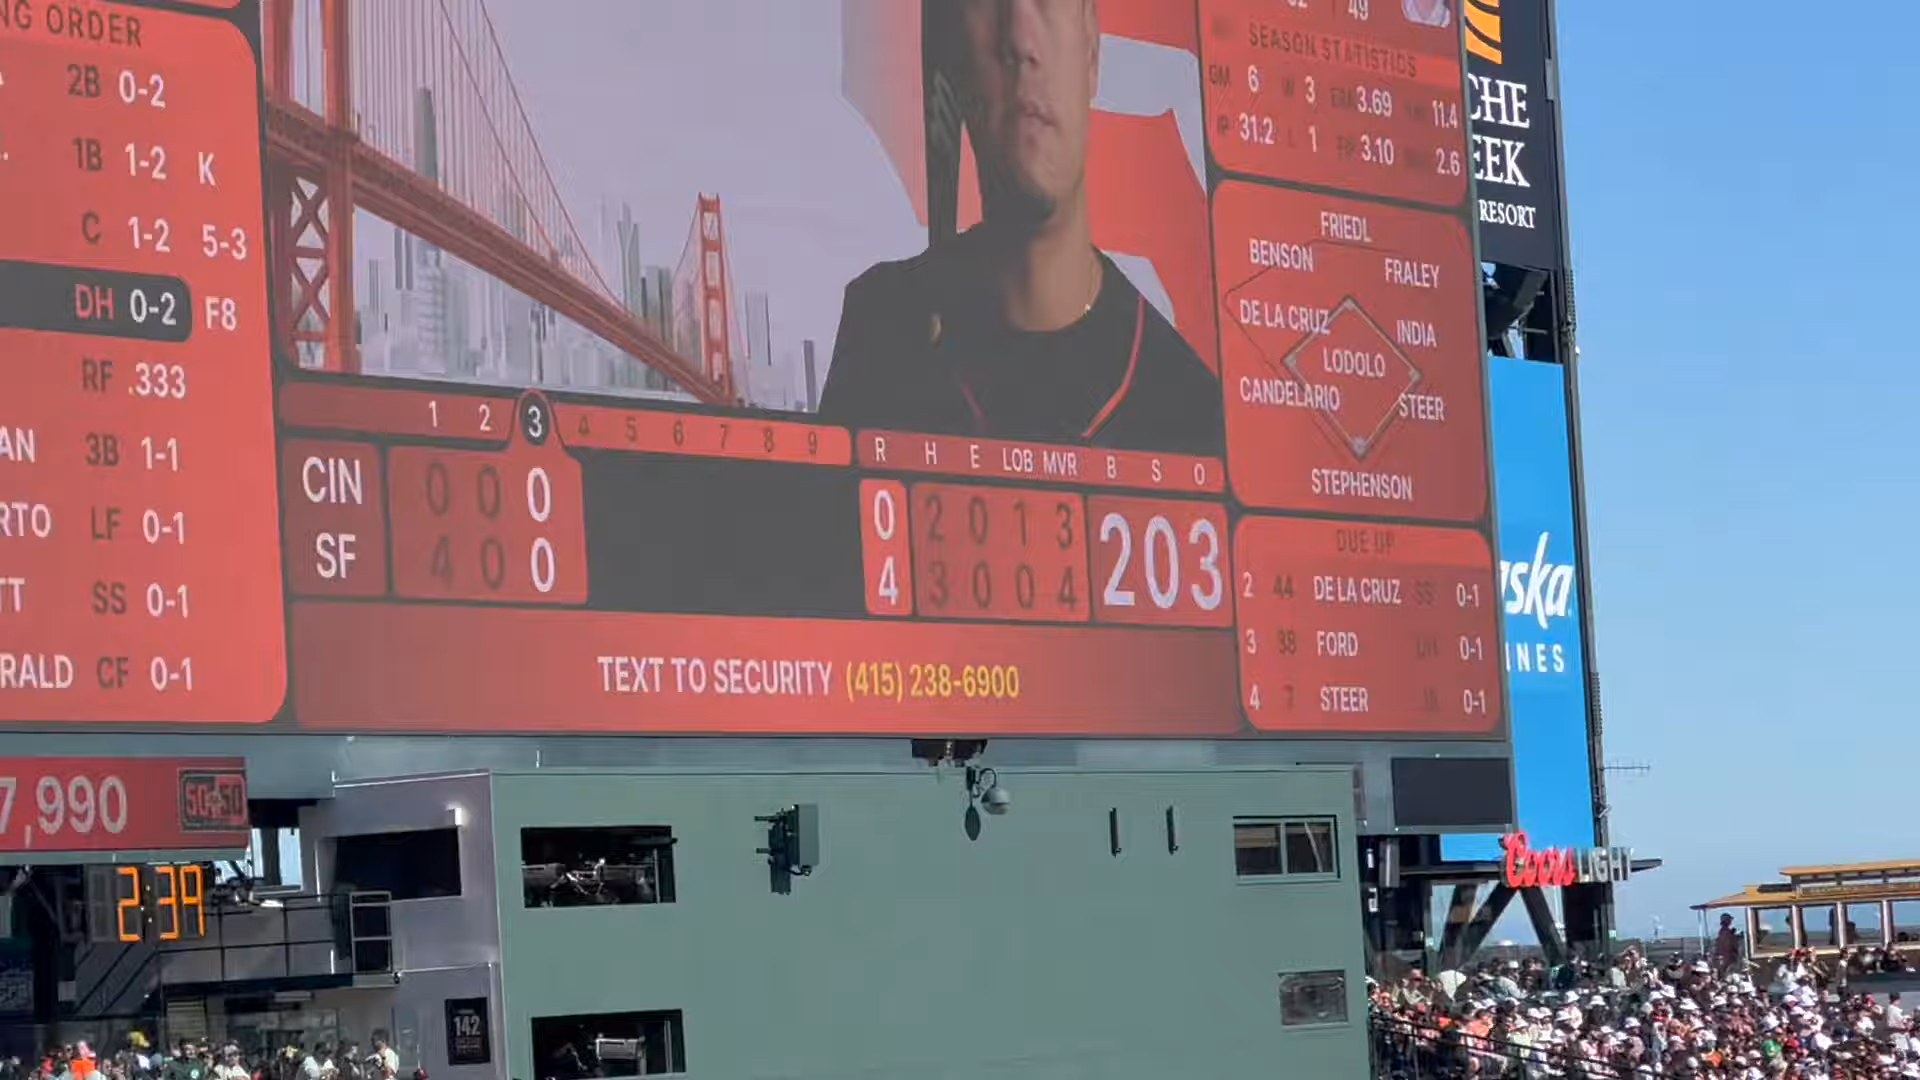 NG ORDER
2B 0-2
1B 1-2 K
C 1-2 5-3
DH 0-2 F8
RF .333
AN 3B 1-1
RTO LF 0-1
TT SS 0-1
RALD CF 0-1
1 2 3 4 5 6 7 8 9 R H E LOB MVR B S O
CIN 0 0 0 0 2 0 1 3
SF 4 0 0 4 3 0 0 4
2 0 3
TEXT TO SECURITY (415) 238-6900
49
SEASON STATISTICS
GM 6 W 3 ERA 3.69 11.4
IP 31.2 L 1 FIP 3.10 2.6
FRIEDL
BENSON FRALEY
DE LA CRUZ INDIA
LODOLO
CANDELARIO STEER
STEPHENSON
DUE UP
2 44 DE LA CRUZ SS 0-1
3 38 FORD DH 0-1
4 7 STEER 0-1
CHE
EEK
RESORT
aska
INES
Coors LIGHT
7,990 50 50
2:39
142